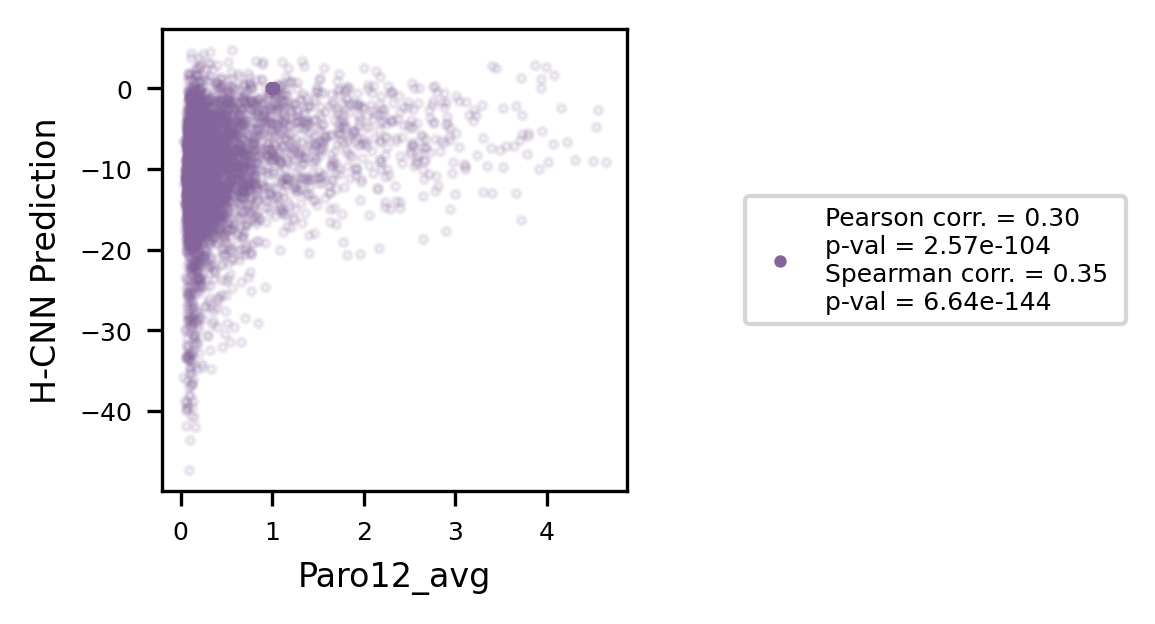 H-CNN Prediction
0
−10
−20
−30
−40
0
1
2
3
4
Paro12_avg
Pearson corr. = 0.30
p-val = 2.57e-104
Spearman corr. = 0.35
p-val = 6.64e-144